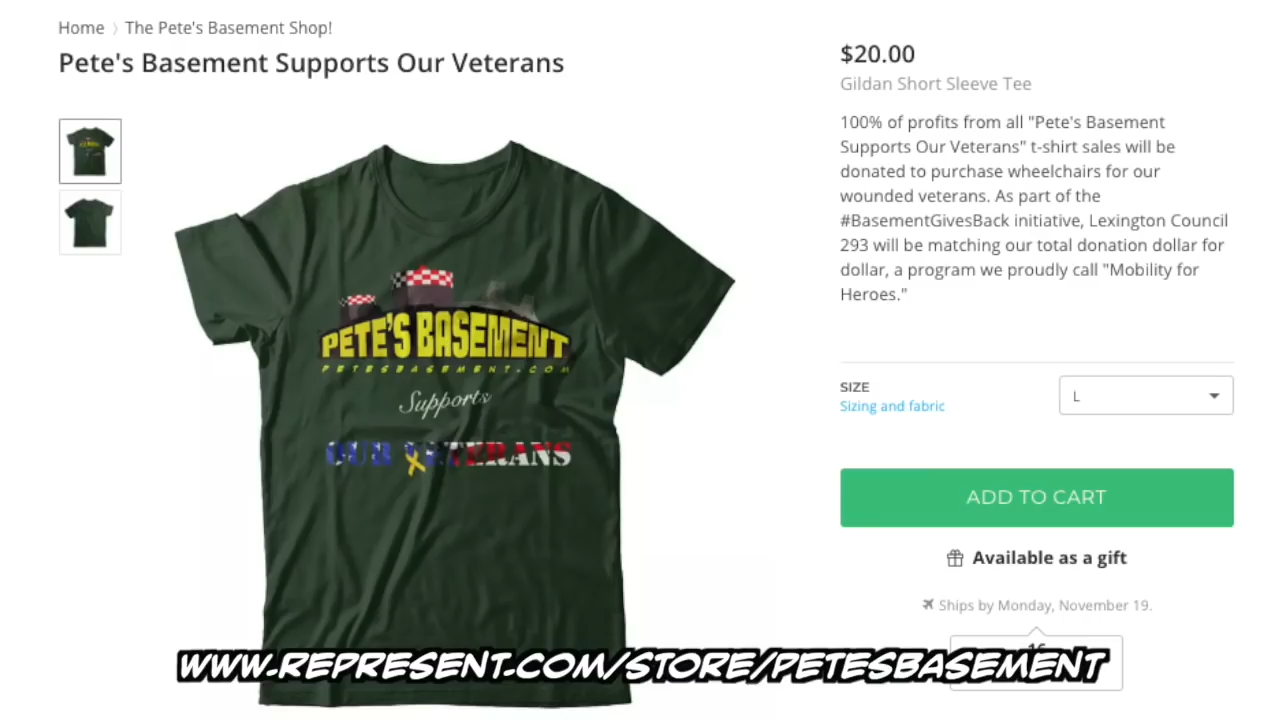 Home 〉 The Pete's Basement Shop!
Pete's Basement Supports Our Veterans
$20.00
Gildan Short Sleeve Tee
100% of profits from all "Pete's Basement
Supports Our Veterans" t-shirt sales will be
donated to purchase wheelchairs for our
wounded veterans. As part of the
#BasementGivesBack initiative, Lexington Council
293 will be matching our total donation dollar for
dollar, a program we proudly call "Mobility for
Heroes."
PETE'S BASEMENT
PETESBASEMENT.COM
Supports
OUR VETERANS
SIZE
Sizing and fabric
L
ADD TO CART
Available as a gift
Ships by Monday, November 19.
WWW.REPRESENT.COM/STORE/PETESBASEMENT